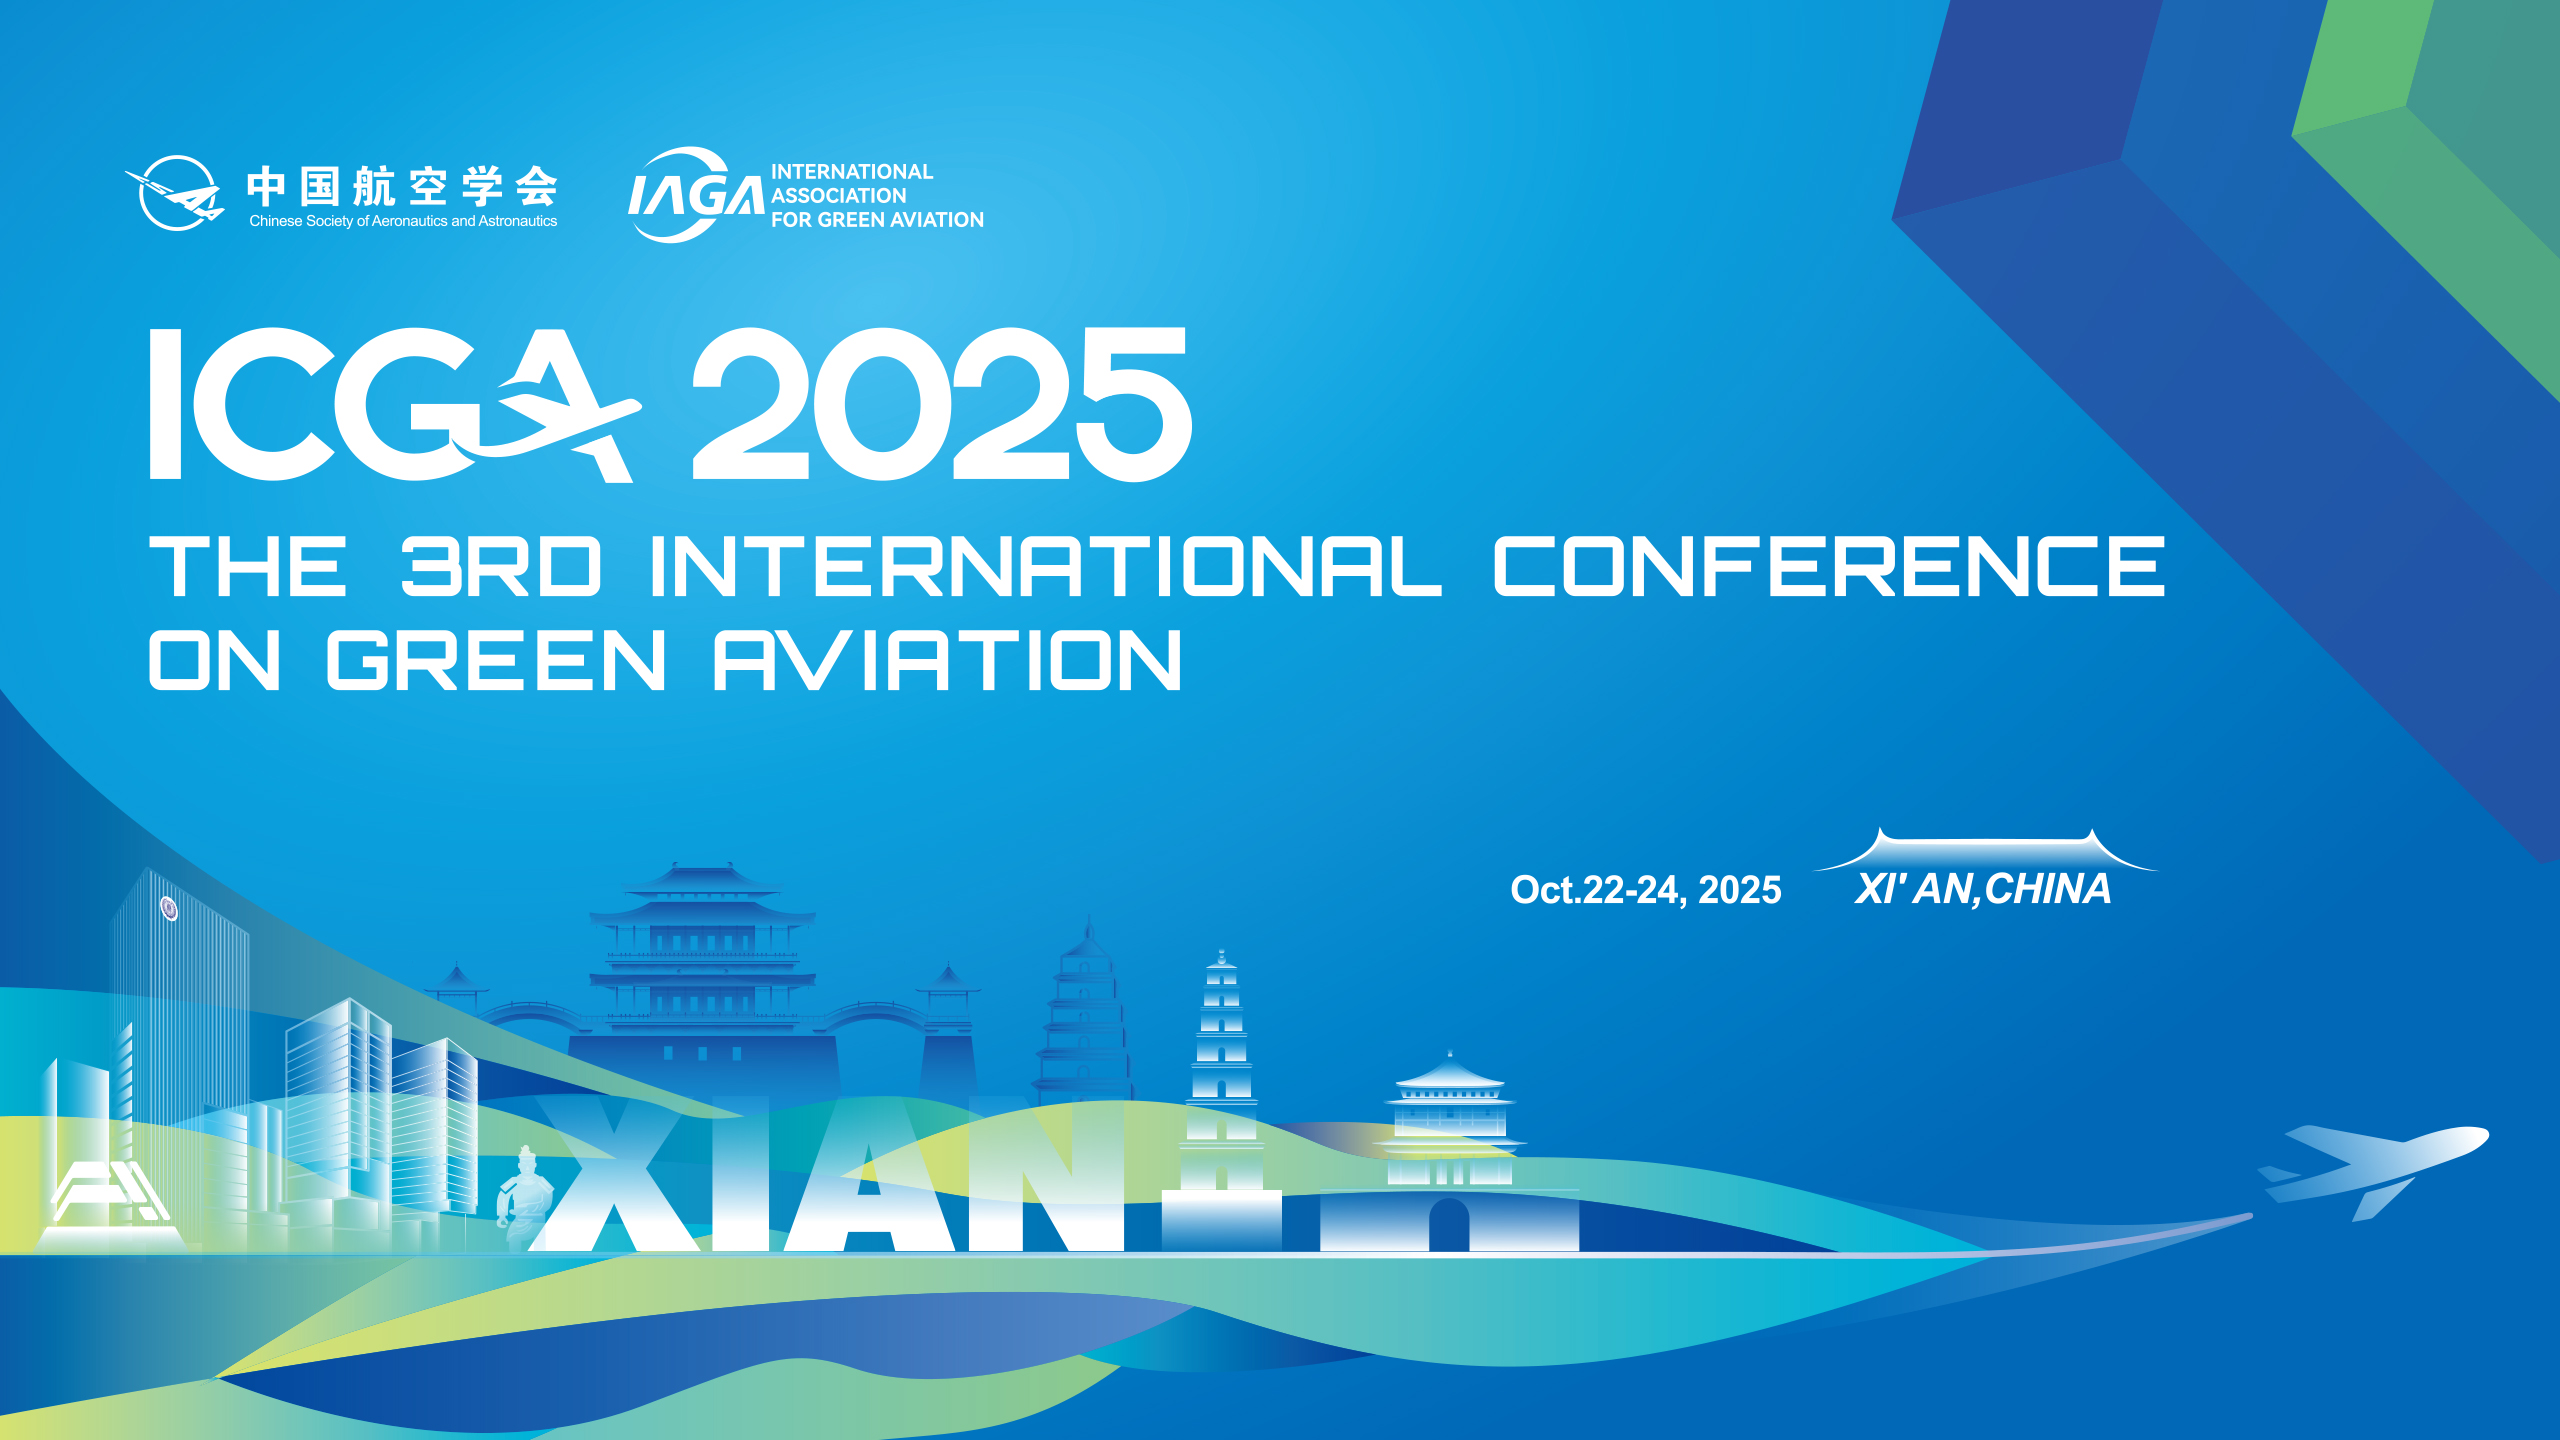 中国航空学会
Chinese Society of Aeronautics and Astronautics
IAGA
INTERNATIONAL
ASSOCIATION
FOR GREEN AVIATION
ICGA 2025
THE 3RD INTERNATIONAL CONFERENCE
ON GREEN AVIATION
Oct.22-24, 2025
XI' AN,CHINA
XIAN